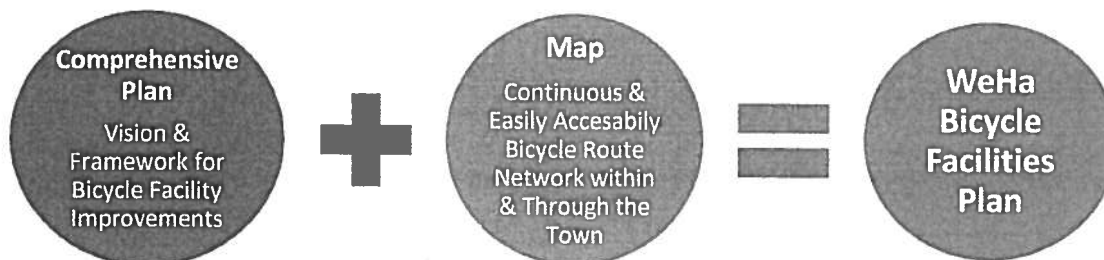 Comprehensive
Plan
Vision &
Framework for
Bicycle Facility
Improvements
Map
Continuous &
Easily Accesabily
Bicycle Route
Network within
& Through the
Town
WeHa
Bicycle
Facilities
Plan